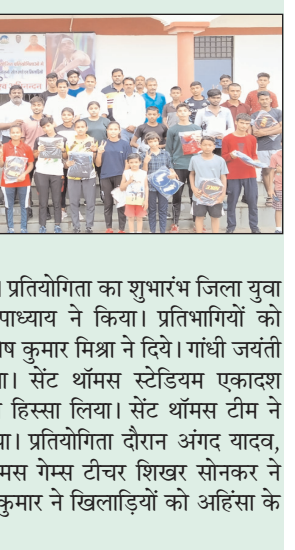 । प्रतियोगिता का शुभारंभ जिला युवा
पाध्याय ने किया। प्रतिभागियों को
ष कुमार मिश्रा ने दिये। गांधी जयंती
ा। सेंट थॉमस स्टेडियम एकादश
हिस्सा लिया। सेंट थॉमस टीम ने
या। प्रतियोगिता दौरान अंगद यादव,
मस गेम्स टीचर शिखर सोनकर ने
कुमार ने खिलाड़ियों को अहिंसा के